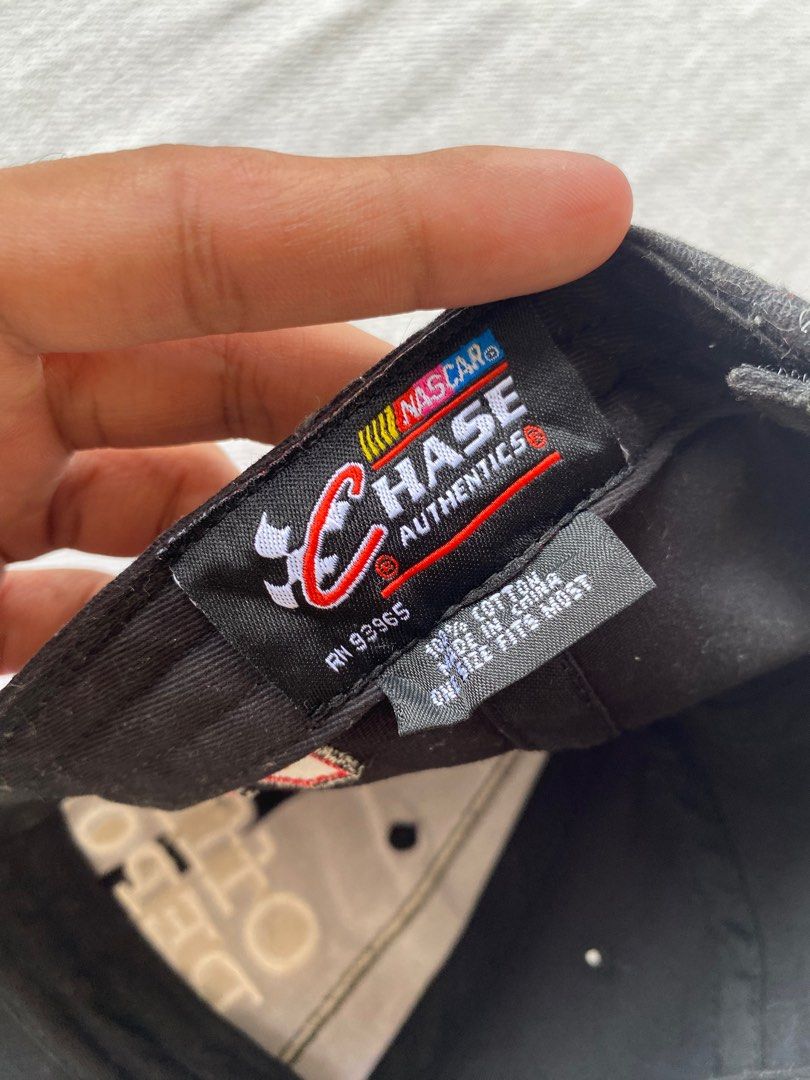 NASCAR®
CHASE®
AUTHENTICS
RN 93965
100% COTTON
MADE IN CHINA
ONE SIZE FITS MOST